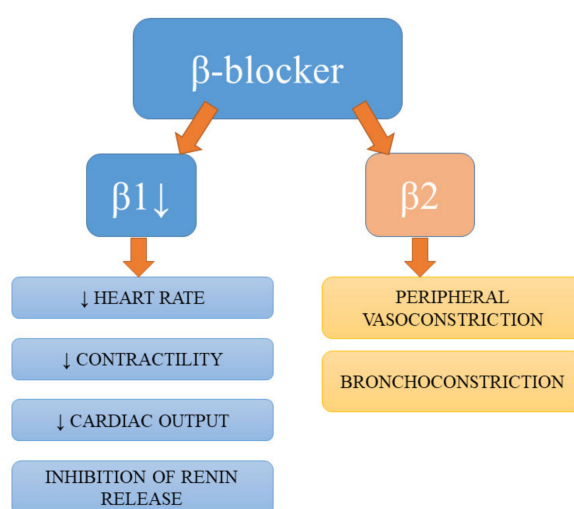 β-blocker
β1↓
β2
↓ HEART RATE
↓ CONTRACTILITY
↓ CARDIAC OUTPUT
INHIBITION OF RENIN
RELEASE
PERIPHERAL
VASOCONSTRICTION
BRONCHOCONSTRICTION